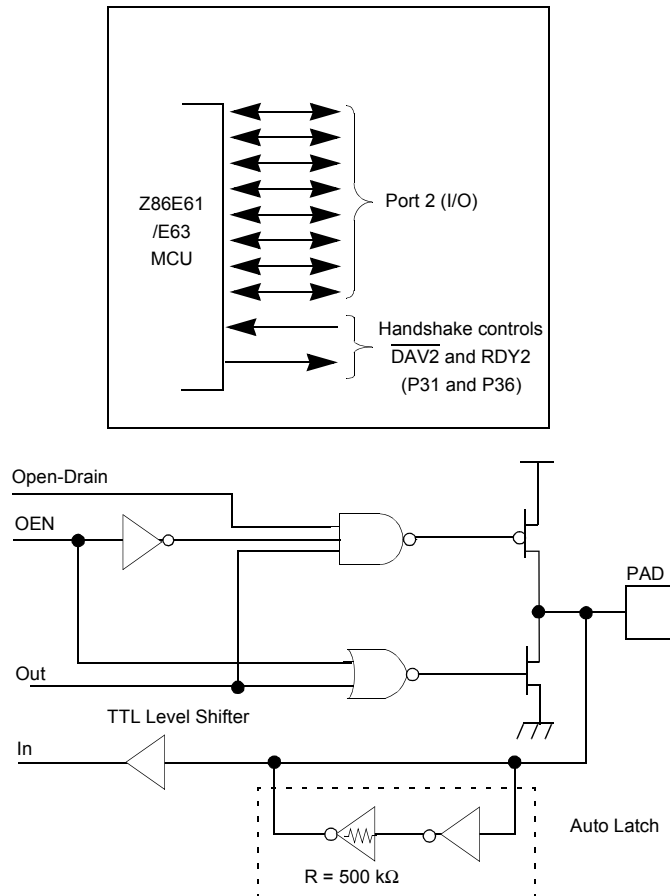 Z86E61
/E63
MCU
Port 2 (I/O)
Handshake controls
DAV2 and RDY2
(P31 and P36)
Open-Drain
OEN
PAD
Out
TTL Level Shifter
In
Auto Latch
R = 500 kΩ